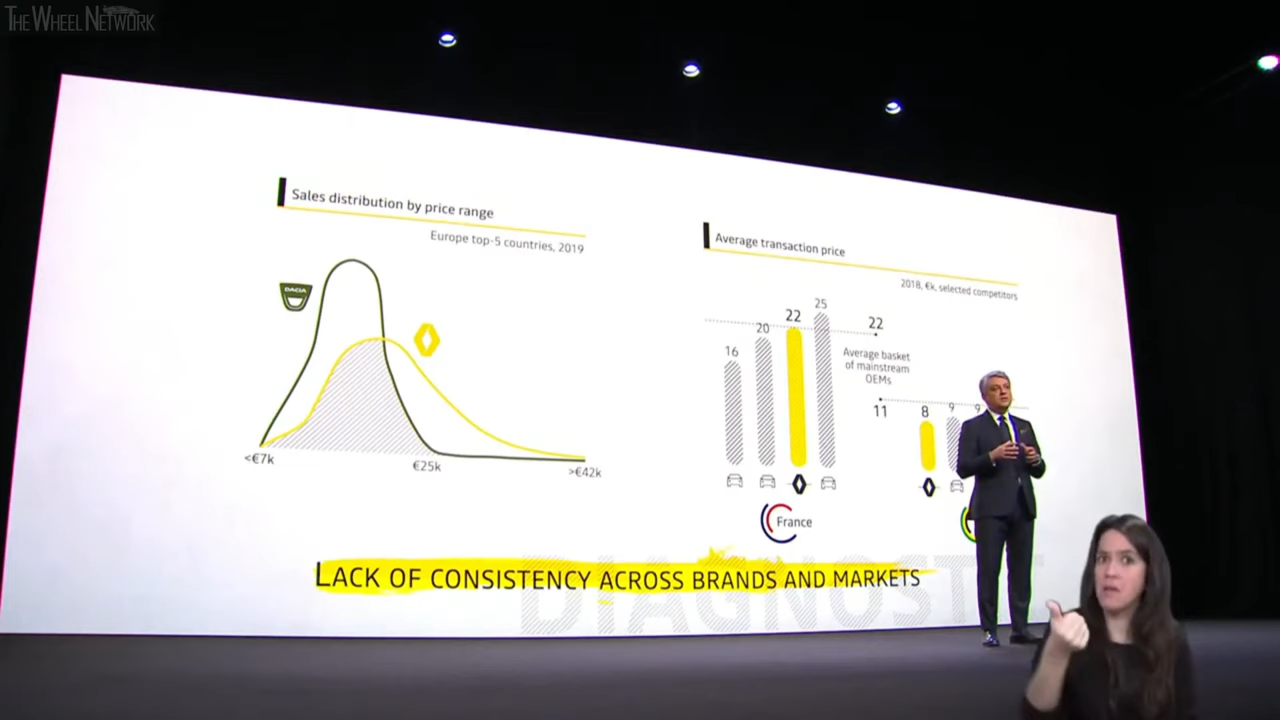 THE WHEEL NETWORK
Sales distribution by price range
Europe top-5 countries, 2019
DACIA
<€7k
€25k
>€42k
Average transaction price
2018, €k, selected competitors
16
20
22
25
22
Average basket
of mainstream
OEMs
11
8
9
9
France
DIAGNOST
LACK OF CONSISTENCY ACROSS BRANDS AND MARKETS